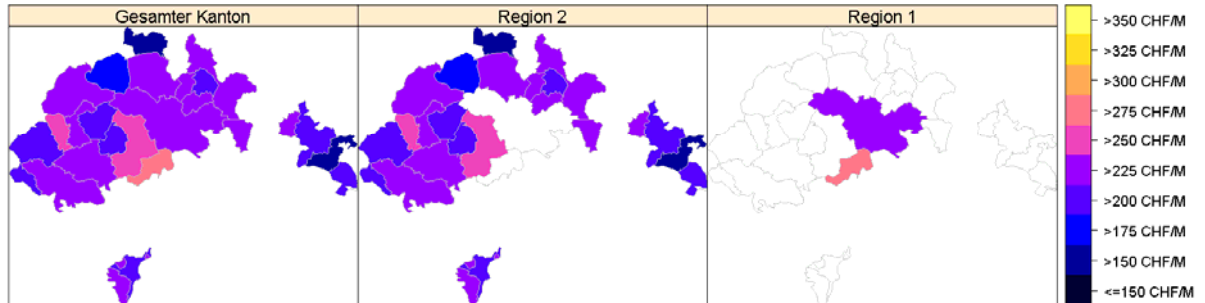 Gesamter Kanton
Region 2
Region 1
>350 CHF/M
>325 CHF/M
>300 CHF/M
>275 CHF/M
>250 CHF/M
>225 CHF/M
>200 CHF/M
>175 CHF/M
>150 CHF/M
<=150 CHF/M